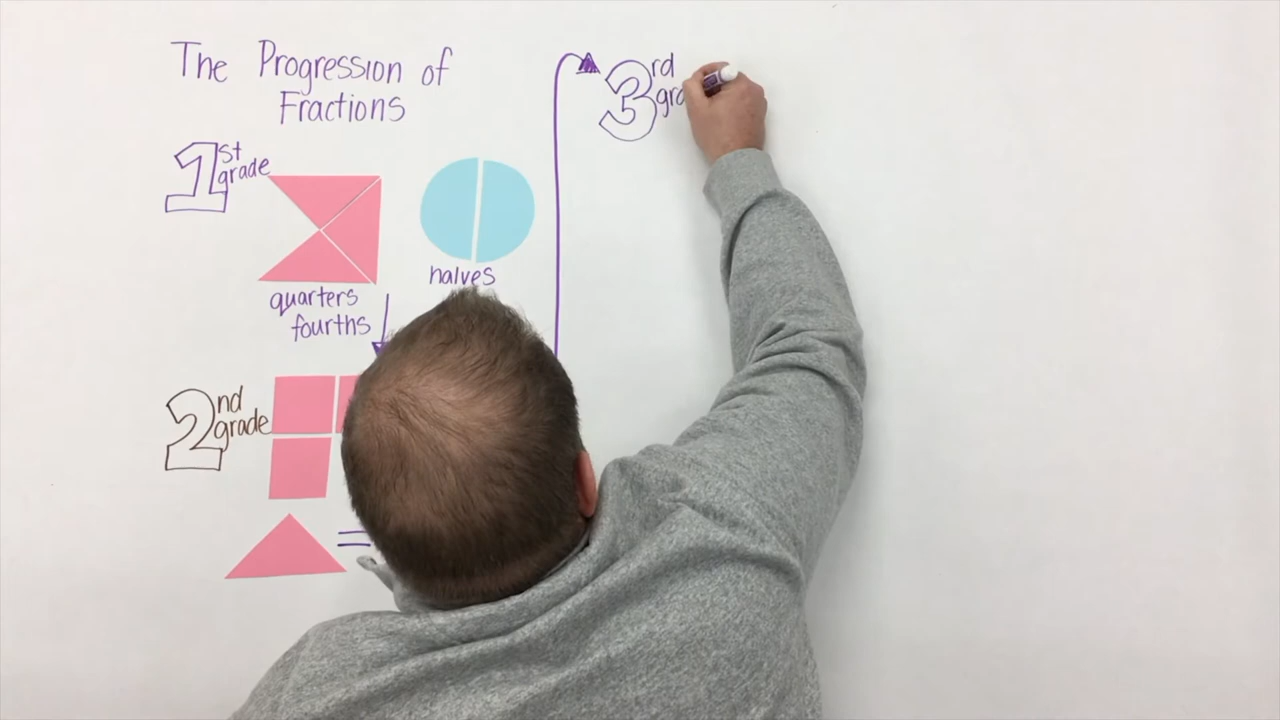 The Progression of
Fractions
1st
grade
quarters
fourths
halves
2nd
grade
=
3rd
gra